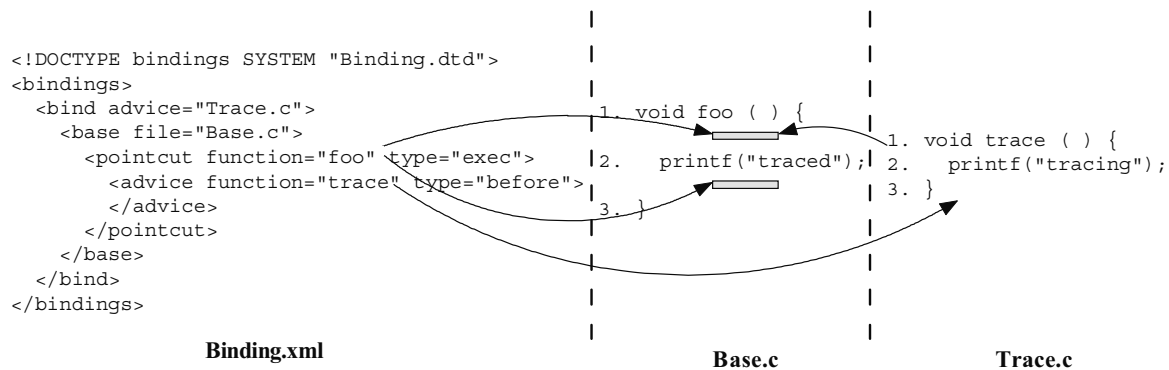 <!DOCTYPE bindings SYSTEM "Binding.dtd">
<bindings>
<bind advice="Trace.c">
<base file="Base.c">
<pointcut function="foo" type="exec">
<advice function="trace" type="before">
</advice>
</pointcut>
</base>
</bind>
</bindings>
Binding.xml
1. void foo ( ) {
2. printf("traced");
3. }
Base.c
1. void trace ( ) {
2. printf("tracing");
3. }
Trace.c